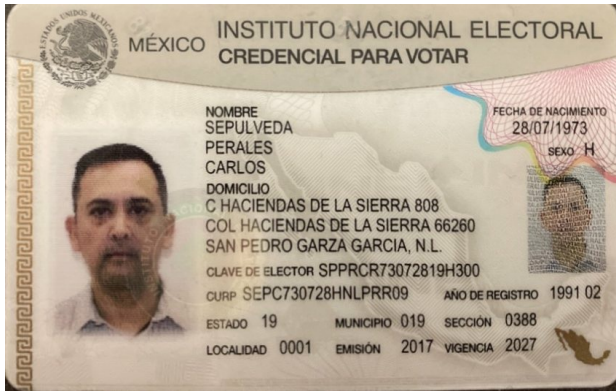 MÉXICO INSTITUTO NACIONAL ELECTORAL
CREDENCIAL PARA VOTAR
NOMBRE
SEPULVEDA
PERALES
CARLOS
FECHA DE NACIMIENTO
28/07/1973
SEXO H
DOMICILIO
C HACIENDAS DE LA SIERRA 808
COL HACIENDAS DE LA SIERRA 66260
SAN PEDRO GARZA GARCIA, N.L.
CLAVE DE ELECTOR SPPRCR73072819H300
CURP SEPC730728HNLPRR09 AÑO DE REGISTRO 1991 02
ESTADO 19 MUNICIPIO 019 SECCIÓN 0388
LOCALIDAD 0001 EMISIÓN 2017 VIGENCIA 2027